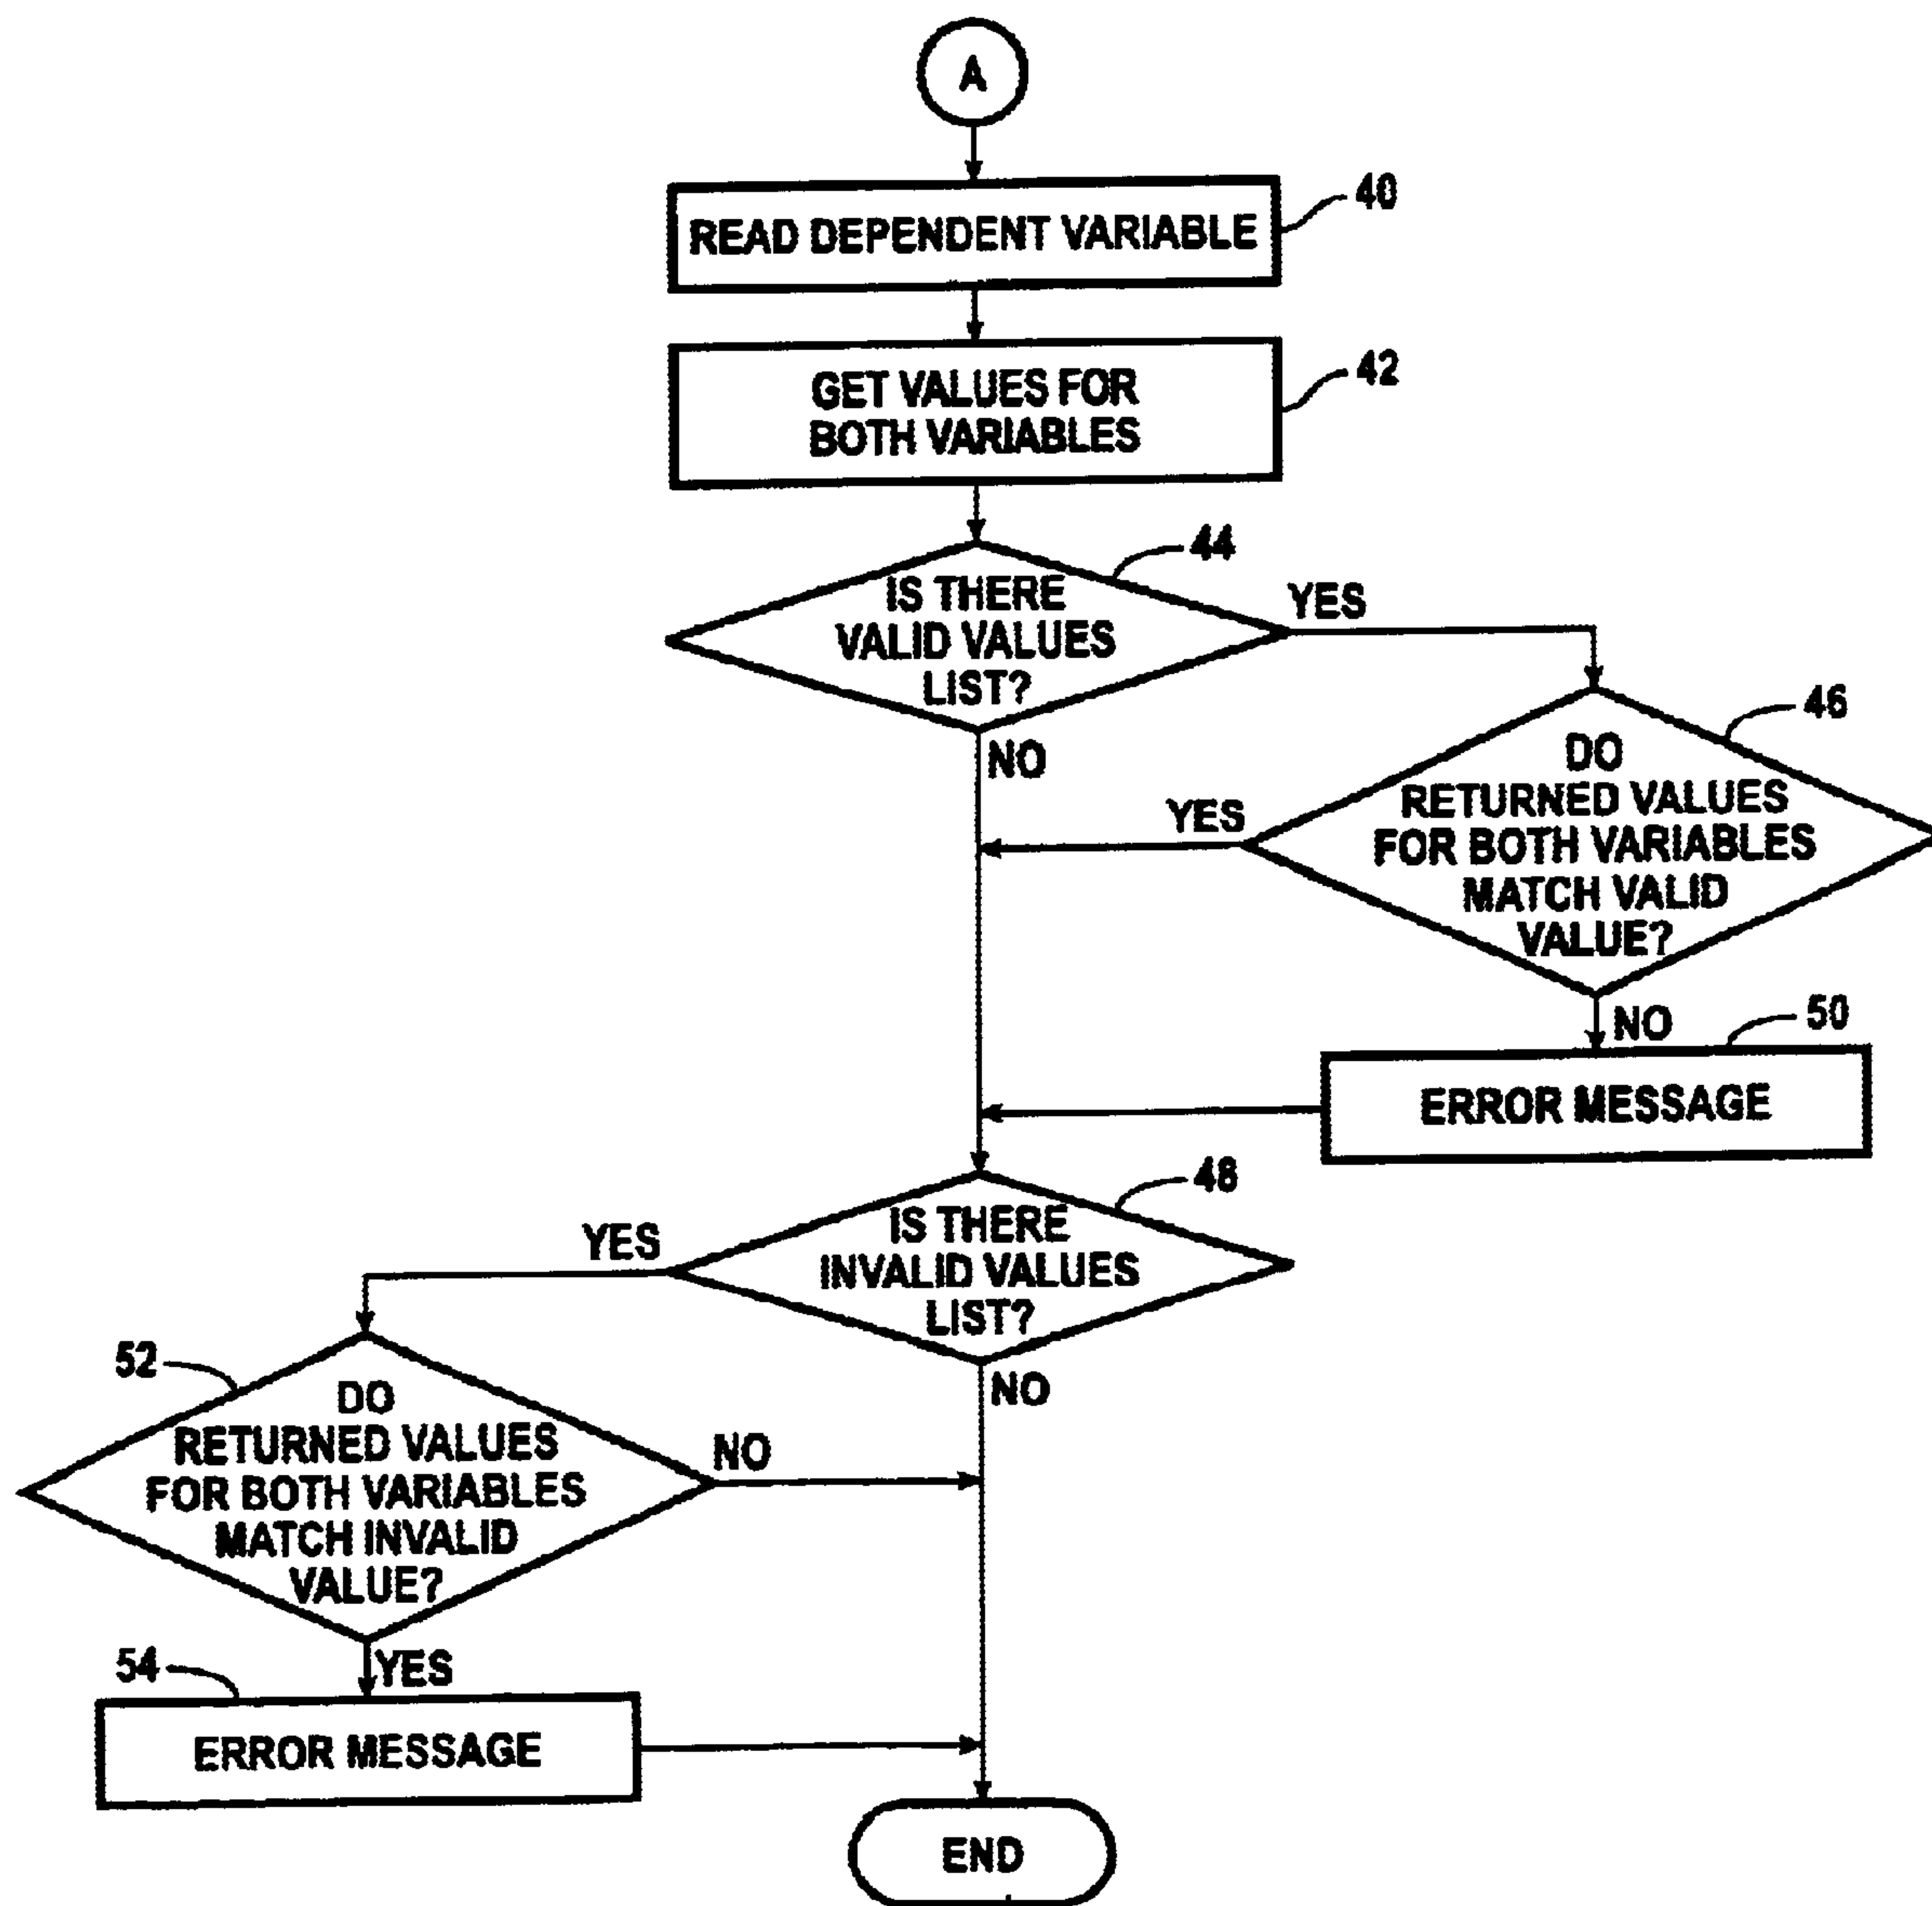 A
READ DEPENDENT VARIABLE
40
GET VALUES FOR
BOTH VARIABLES
42
44
IS THERE
VALID VALUES
LIST?
YES
NO
46
DO
RETURNED VALUES
FOR BOTH VARIABLES
MATCH VALID
VALUE?
YES
NO
50
ERROR MESSAGE
48
IS THERE
INVALID VALUES
LIST?
YES
NO
52
DO
RETURNED VALUES
FOR BOTH VARIABLES
MATCH INVALID
VALUE?
NO
YES
54
ERROR MESSAGE
END